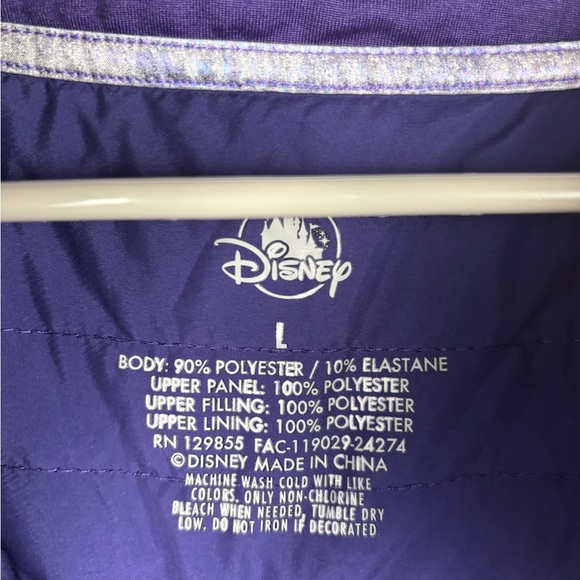 Disney
L
BODY: 90% POLYESTER / 10% ELASTANE
UPPER PANEL: 100% POLYESTER
UPPER FILLING: 100% POLYESTER
UPPER LINING: 100% POLYESTER
RN 129855 FAC-119029-24274
©DISNEY MADE IN CHINA
MACHINE WASH COLD WITH LIKE
COLORS. ONLY NON-CHLORINE
BLEACH WHEN NEEDED, TUMBLE DRY
LOW. DO NOT IRON IF DECORATED.